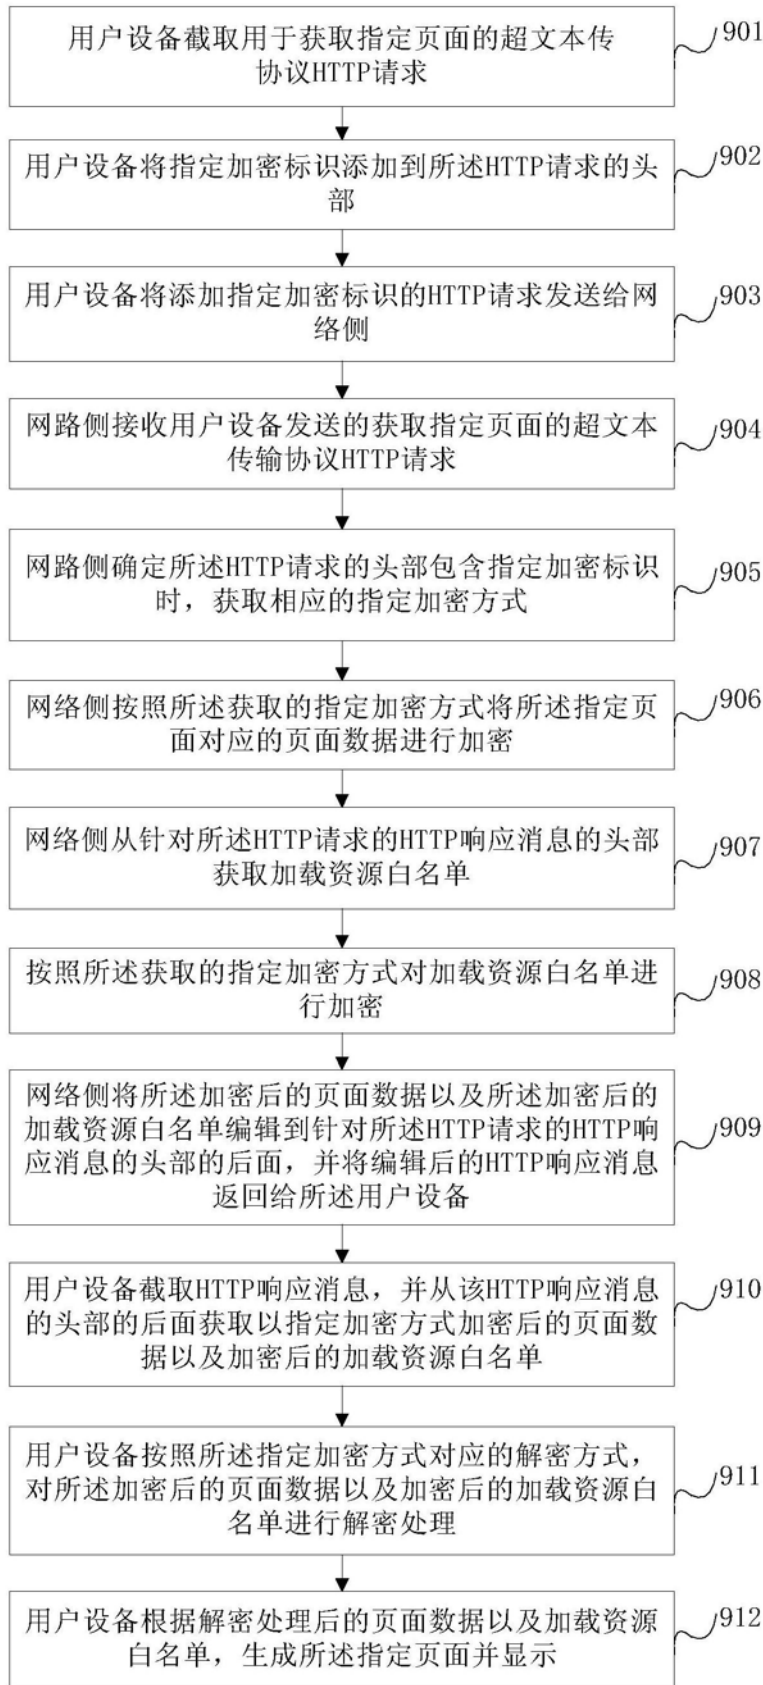 用户设备截取用于获取指定页面的超文本传
协议HTTP请求
901
用户设备将指定加密标识添加到所述HTTP请求的头
部
902
用户设备将添加指定加密标识的HTTP请求发送给网
络侧
903
网路侧接收用户设备发送的获取指定页面的超文本
传输协议HTTP请求
904
网路侧确定所述HTTP请求的头部包含指定加密标识
时，获取相应的指定加密方式
905
网络侧按照所述获取的指定加密方式将所述指定页
面对应的页面数据进行加密
906
网络侧从针对所述HTTP请求的HTTP响应消息的头部
获取加载资源白名单
907
按照所述获取的指定加密方式对加载资源白名单进
行加密
908
网络侧将所述加密后的页面数据以及所述加密后的
加载资源白名单编辑到针对所述HTTP请求的HTTP响
应消息的头部的后面，并将编辑后的HTTP响应消息
返回给所述用户设备
909
用户设备截取HTTP响应消息，并从该HTTP响应消息
的头部的后面获取以指定加密方式加密后的页面数
据以及加密后的加载资源白名单
910
用户设备按照所述指定加密方式对应的解密方式，
对所述加密后的页面数据以及加密后的加载资源白
名单进行解密处理
911
用户设备根据解密处理后的页面数据以及加载资源
白名单，生成所述指定页面并显示
912